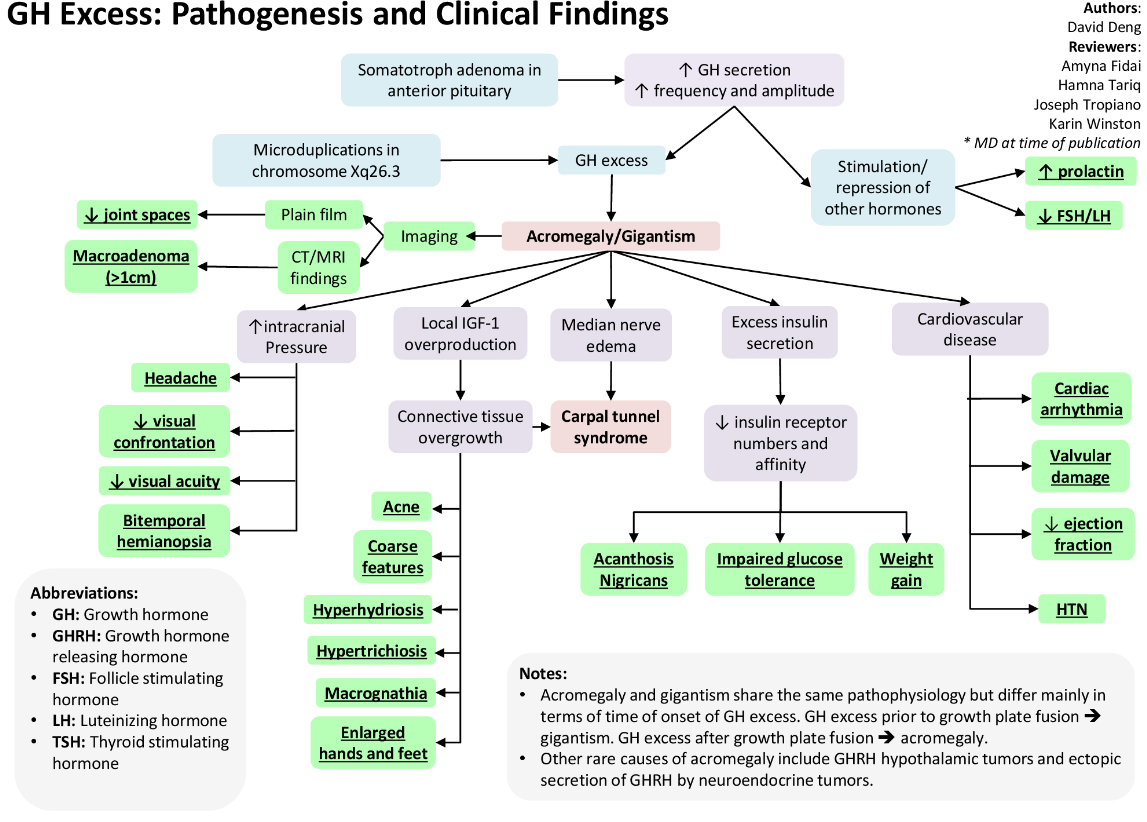 GH Excess: Pathogenesis and Clinical Findings
Authors:
David Deng
Reviewers:
Amyna Fidai
Hamna Tariq
Joseph Tropiano
Karin Winston
* MD at time of publication
Somatotroph adenoma in
anterior pituitary
↑ GH secretion
↑ frequency and amplitude
Microduplications in
chromosome Xq26.3
GH excess
Stimulation/
repression of
other hormones
↑ prolactin
↓ FSH/LH
↓ joint spaces
Plain film
Imaging
Acromegaly/Gigantism
Macroadenoma
(>1cm)
CT/MRI
findings
↑intracranial
Pressure
Local IGF-1
overproduction
Median nerve
edema
Excess insulin
secretion
Cardiovascular
disease
Headache
↓ visual
confrontation
↓ visual acuity
Bitemporal
hemianopsia
Connective tissue
overgrowth
Carpal tunnel
syndrome
↓ insulin receptor
numbers and
affinity
Cardiac
arrhythmia
Valvular
damage
↓ ejection
fraction
HTN
Acne
Coarse
features
Hyperhydriosis
Hypertrichiosis
Macrognathia
Enlarged
hands and feet
Acanthosis
Nigricans
Impaired glucose
tolerance
Weight
gain
Abbreviations:
• GH: Growth hormone
• GHRH: Growth hormone
releasing hormone
• FSH: Follicle stimulating
hormone
• LH: Luteinizing hormone
• TSH: Thyroid stimulating
hormone
Notes:
• Acromegaly and gigantism share the same pathophysiology but differ mainly in
terms of time of onset of GH excess. GH excess prior to growth plate fusion ➔
gigantism. GH excess after growth plate fusion ➔ acromegaly.
• Other rare causes of acromegaly include GHRH hypothalamic tumors and ectopic
secretion of GHRH by neuroendocrine tumors.